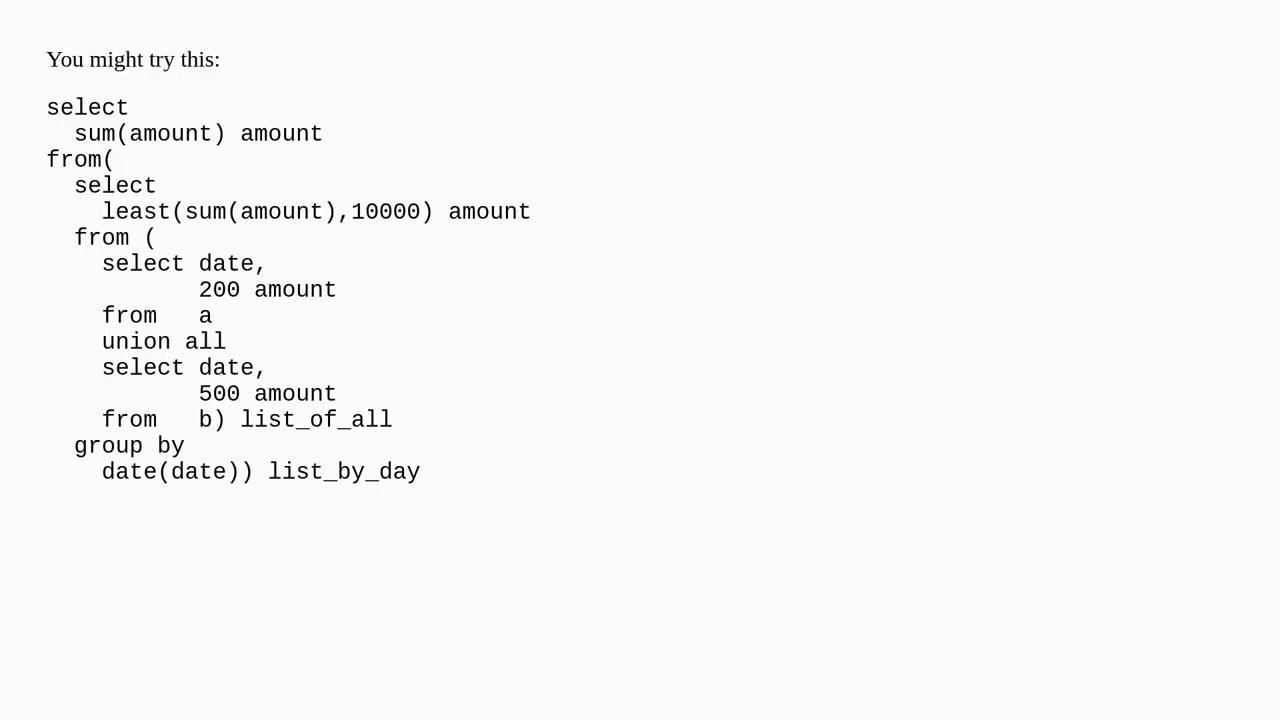 You might try this:
select
  sum(amount) amount
from(
  select
    least(sum(amount),10000) amount
  from (
    select date,
           200 amount
    from   a
    union all
    select date,
           500 amount
    from   b) list_of_all
  group by
    date(date)) list_by_day